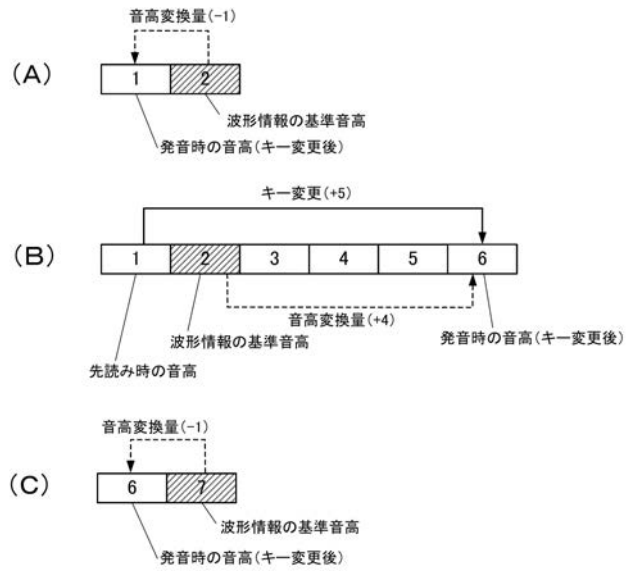 音高変換量(-1)
(A)
1 2
波形情報の基準音高
発音時の音高(キー変更後)
キー変更(+5)
(B)
1 2 3 4 5 6
音高変換量(+4)
波形情報の基準音高
発音時の音高(キー変更後)
先読み時の音高
音高変換量(-1)
(C)
6 7
波形情報の基準音高
発音時の音高(キー変更後)